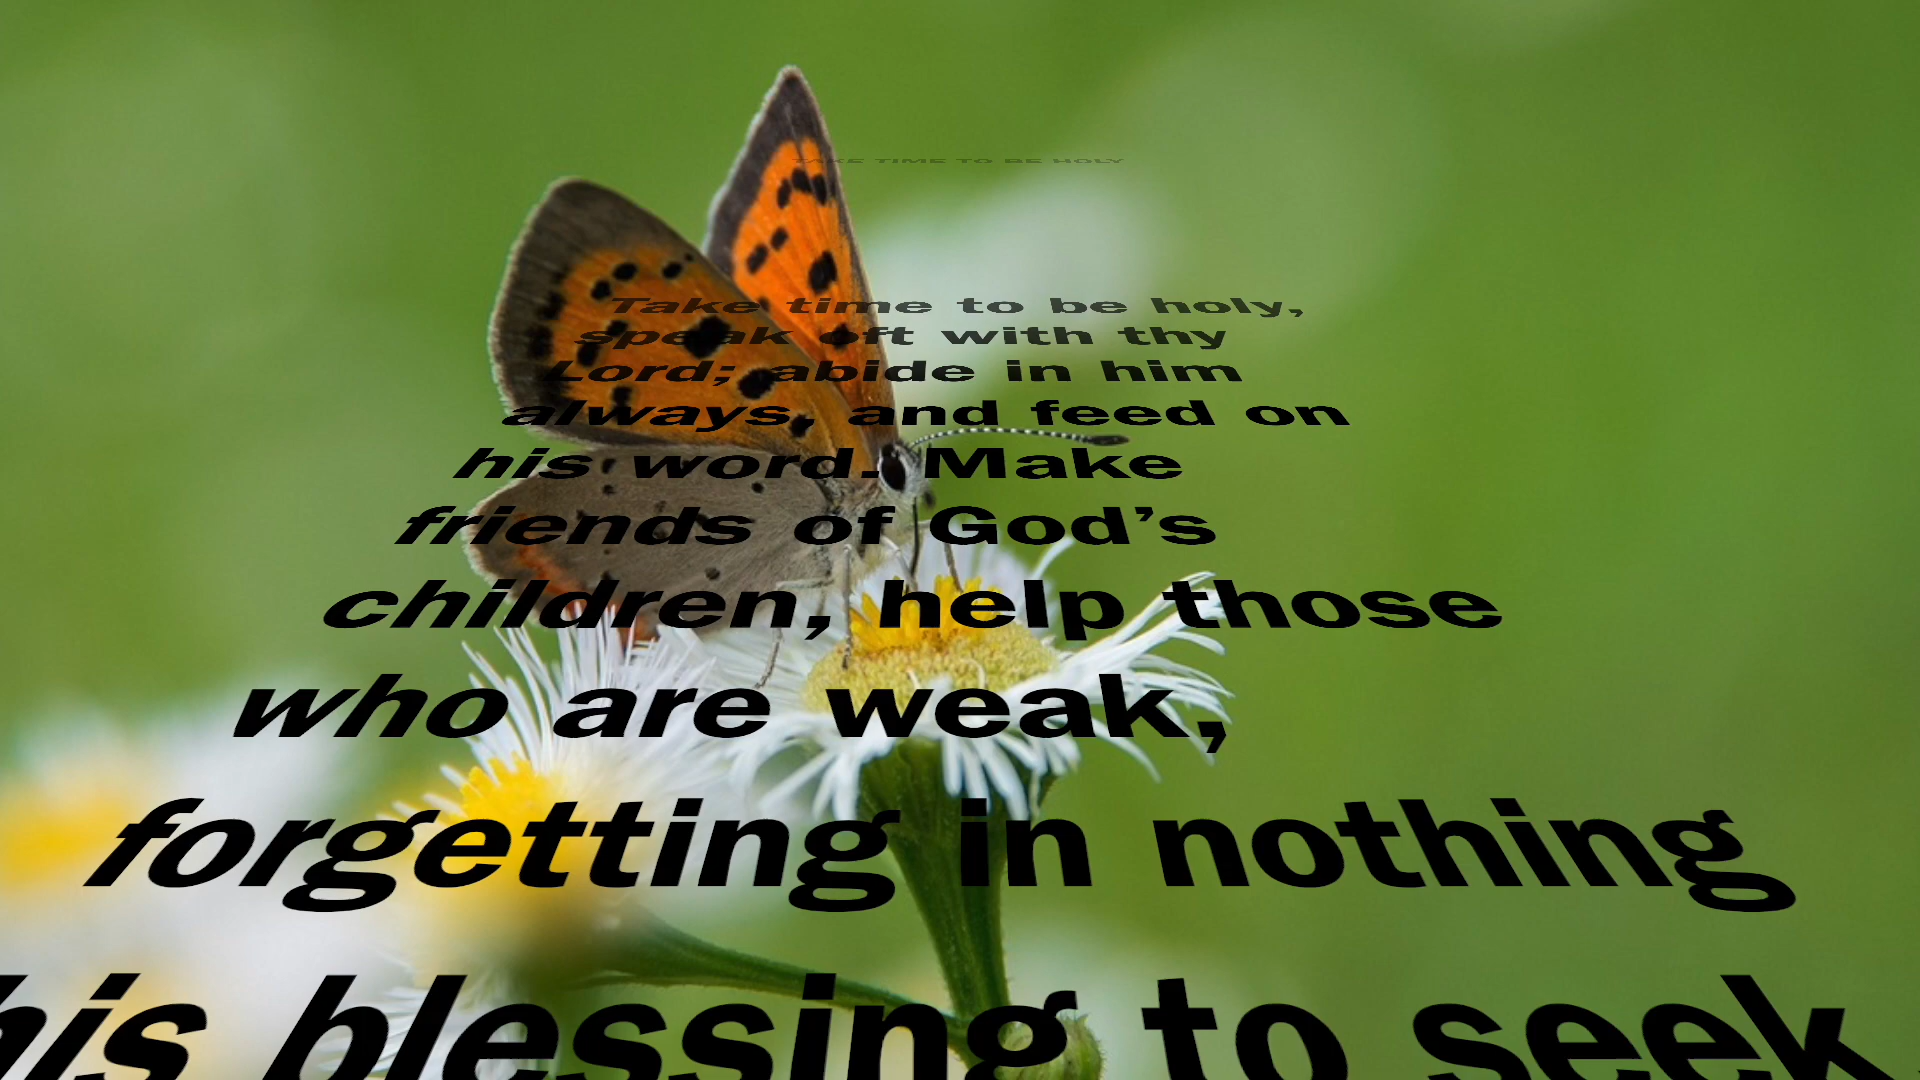 TAKE TIME TO BE HOLY
Take time to be holy,
speak oft with thy
Lord; abide in him
always, and feed on
his word. Make
friends of God’s
children, help those
who are weak,
forgetting in nothing
his blessing to seek